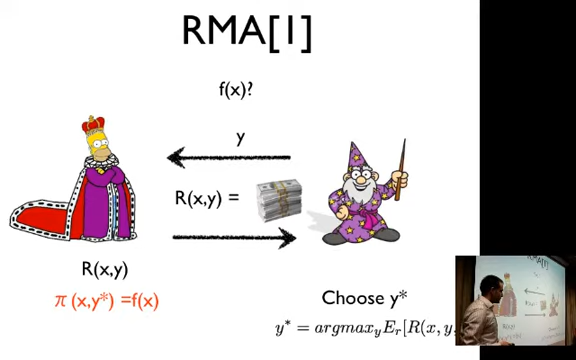 RMA[1]
f(x)?
y
R(x,y) =
R(x,y)
π(x,y*) =f(x)
Choose y*
y* = argmax_y E_r[R(x, y,